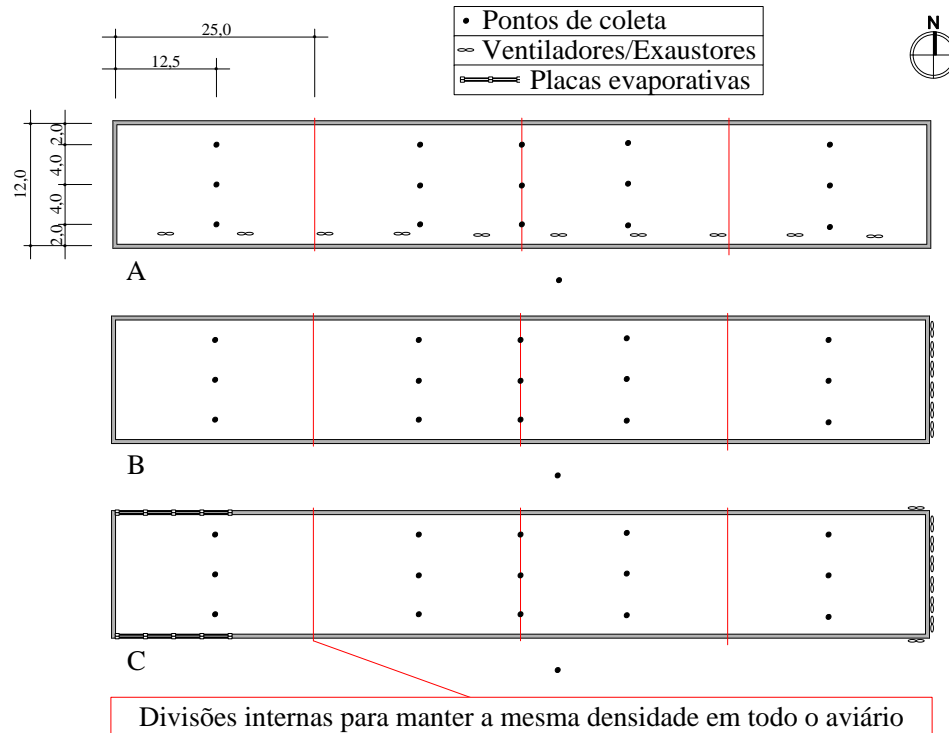 Pontos de coleta
Ventiladores/Exaustores
Placas evaporativas
N
25,0
12,5
12,0
2,0
4,0
4,0
2,0
A
B
C
Divisões internas para manter a mesma densidade em todo o aviário